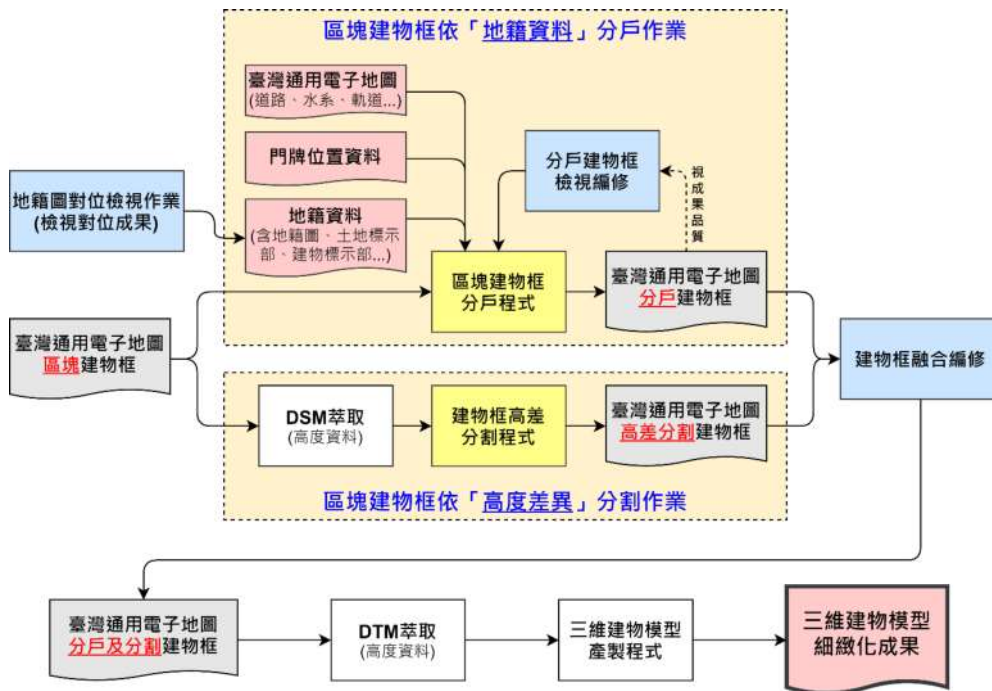 區塊建物框依「地籍資料」分戶作業
臺灣通用電子地圖
(道路、水系、軌道...)
門牌位置資料
分戶建物框
檢視編修
視成果品質
地籍圖對位檢視作業
(檢視對位成果)
地籍資料
(含地籍圖、土地標示
部、建物標示部...)
區塊建物框
分戶程式
臺灣通用電子地圖
分戶建物框
臺灣通用電子地圖
區塊建物框
建物框融合編修
DSM萃取
(高度資料)
建物框高差
分割程式
臺灣通用電子地圖
高差分割建物框
區塊建物框依「高度差異」分割作業
臺灣通用電子地圖
分戶及分割建物框
DTM萃取
(高度資料)
三維建物模型
產製程式
三維建物模型
細緻化成果